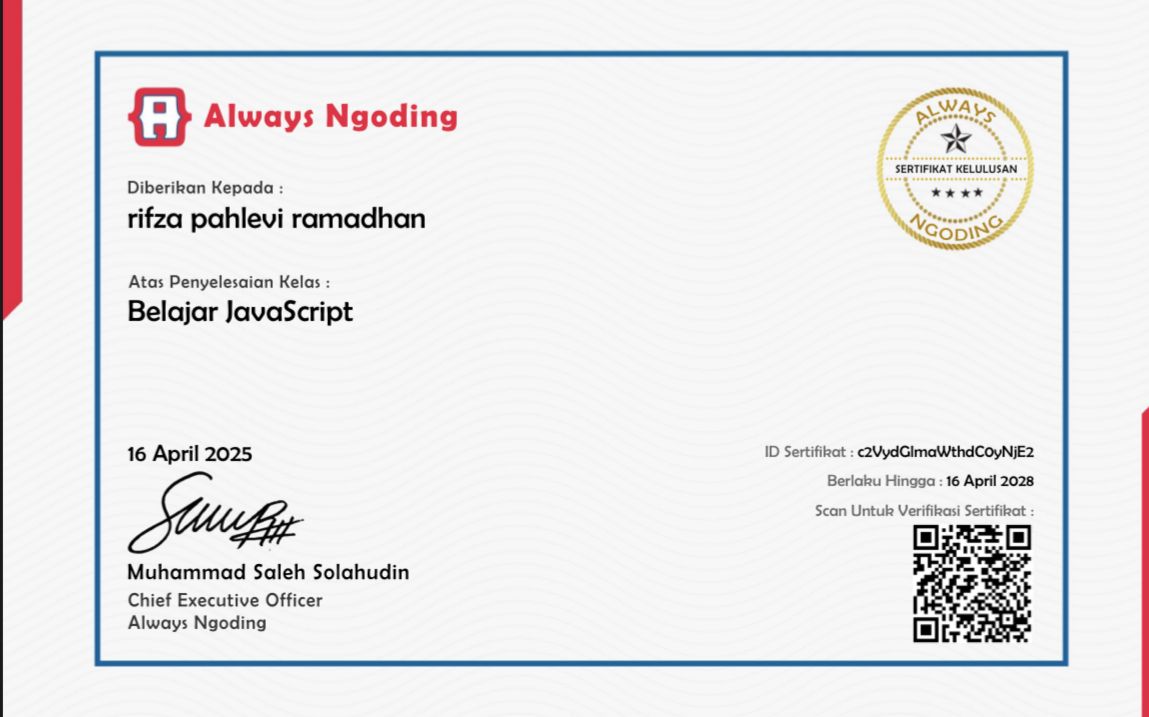 Always Ngoding
ALWAYS
SERTIFIKAT KELULUSAN
NGODING
Diberikan Kepada :
rifza pahlevi ramadhan
Atas Penyelesaian Kelas :
Belajar JavaScript
16 April 2025
Muhammad Saleh Solahudin
Chief Executive Officer
Always Ngoding
ID Sertifikat : c2VydGlmaWthdC0yNjE2
Berlaku Hingga : 16 April 2028
Scan Untuk Verifikasi Sertifikat :